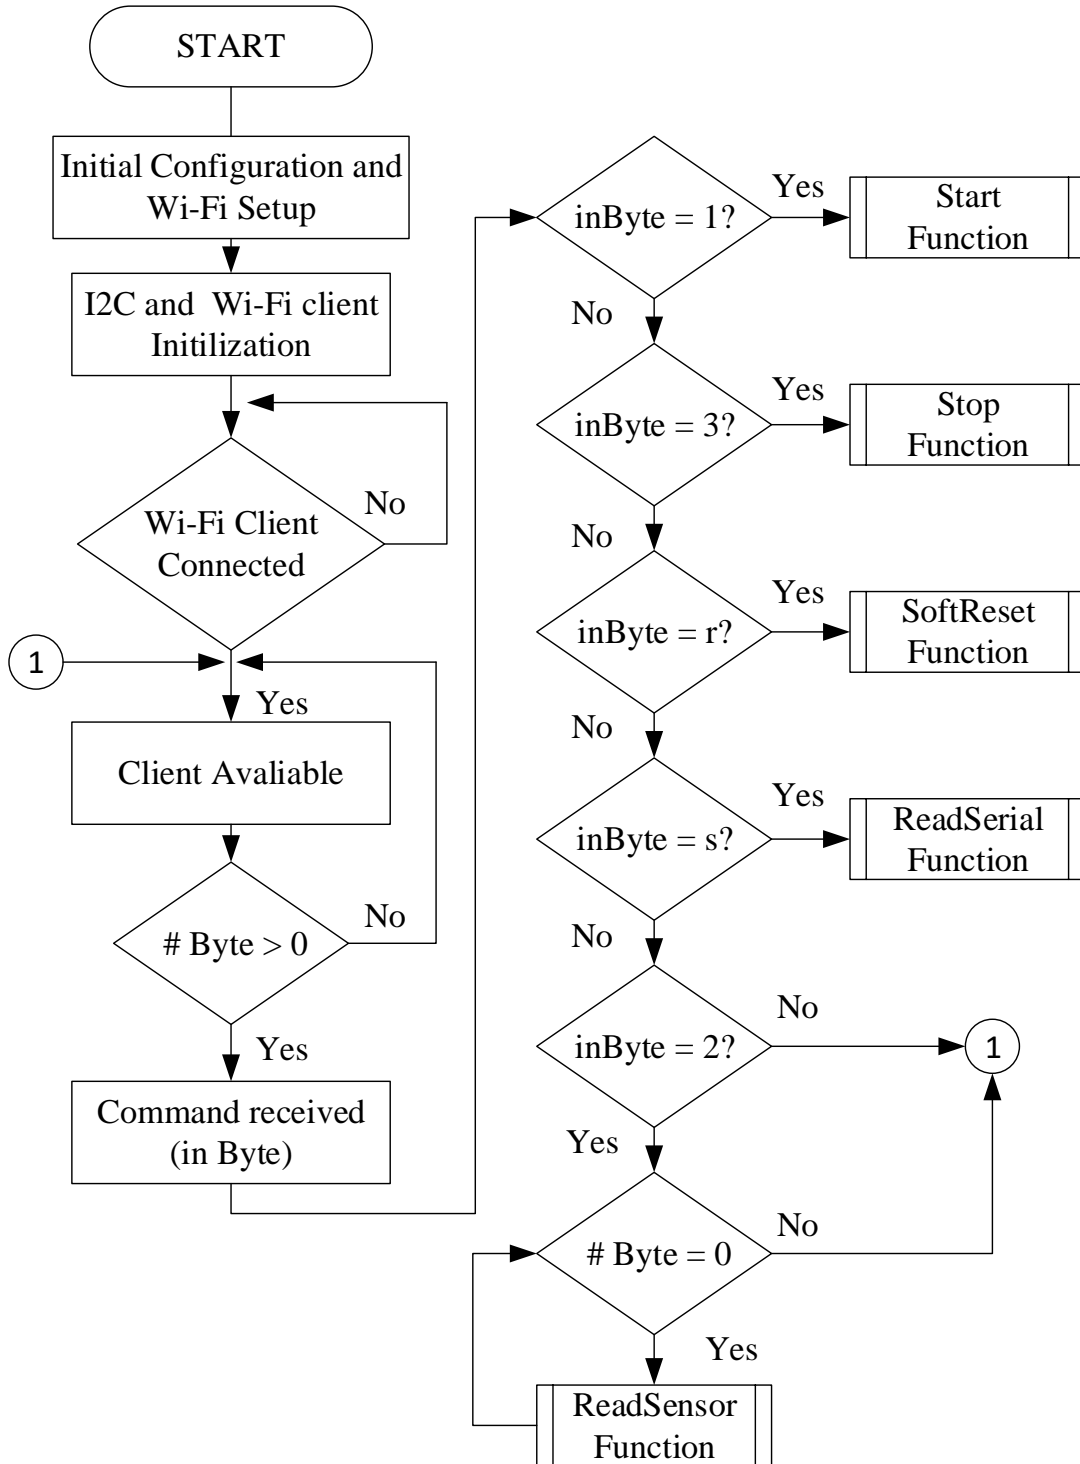 START
Initial Configuration and
Wi-Fi Setup
I2C and  Wi-Fi client
Initilization
No
Wi-Fi Client
Connected
1
Yes
Client Avaliable
No
# Byte > 0
Yes
Command received
(in Byte)
inByte = 1?
Yes
Start
Function
No
inByte = 3?
Yes
Stop
Function
No
inByte = r?
Yes
SoftReset
Function
No
inByte = s?
Yes
ReadSerial
Function
No
inByte = 2?
No
1
Yes
# Byte = 0
No
Yes
ReadSensor
Function